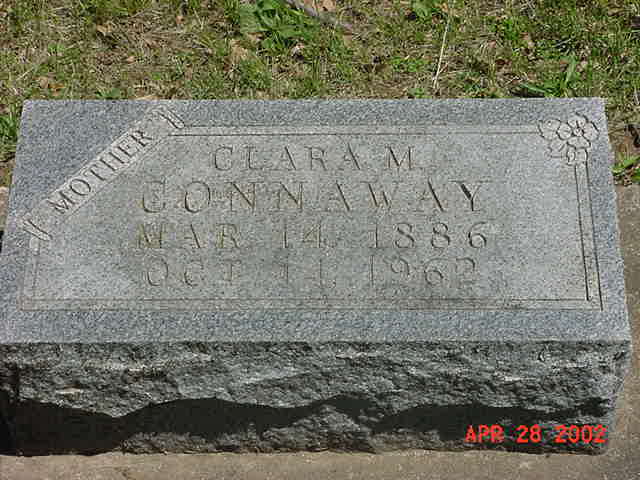 MOTHER
CLARA M.
CONNAWAY
MAR 14, 1886
OCT 11, 1962
APR 28 2002